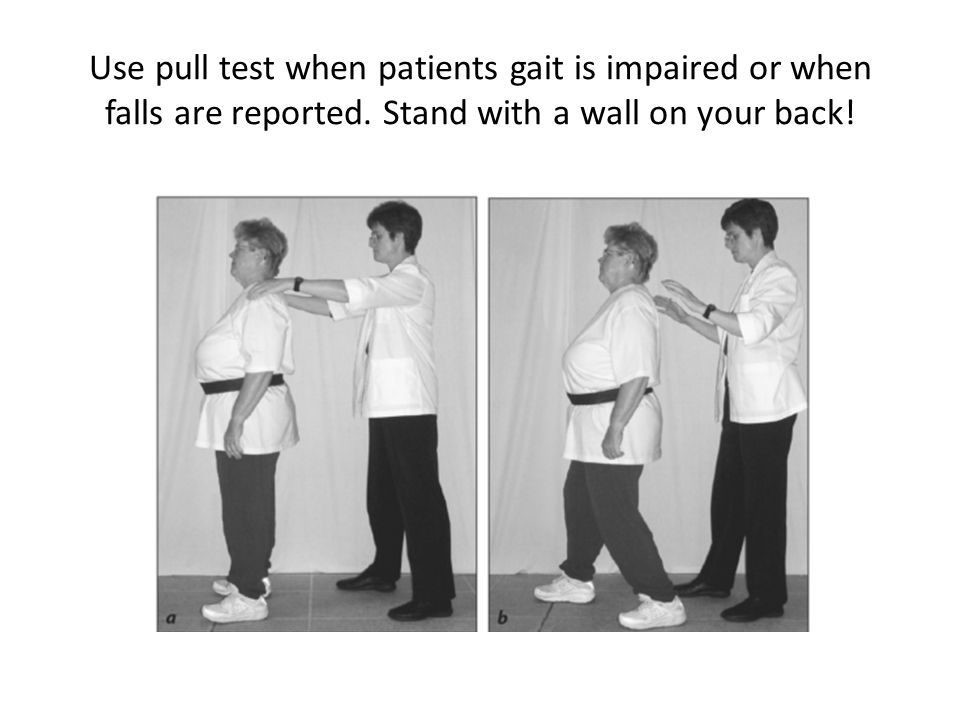 Use pull test when patients gait is impaired or when
falls are reported. Stand with a wall on your back!
a
b